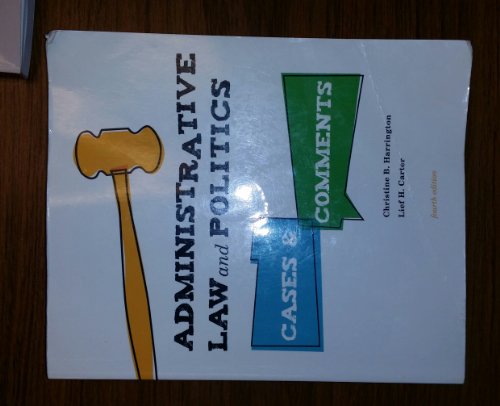 ADMINISTRATIVE
LAW and POLITICS
CASES & COMMENTS
Christine B. Harrington
Lief H. Carter
fourth edition